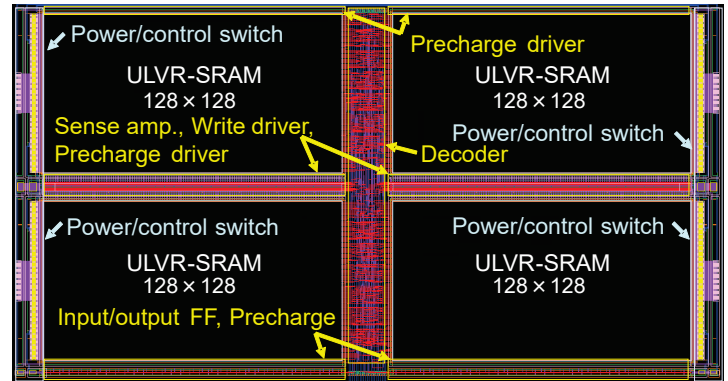 Power/control switch
Precharge driver
ULVR-SRAM
128 × 128
ULVR-SRAM
128 × 128
Sense amp., Write driver,
Precharge driver
Power/control switch
Decoder
Power/control switch
Power/control switch
ULVR-SRAM
128 × 128
ULVR-SRAM
128 × 128
Input/output FF, Precharge